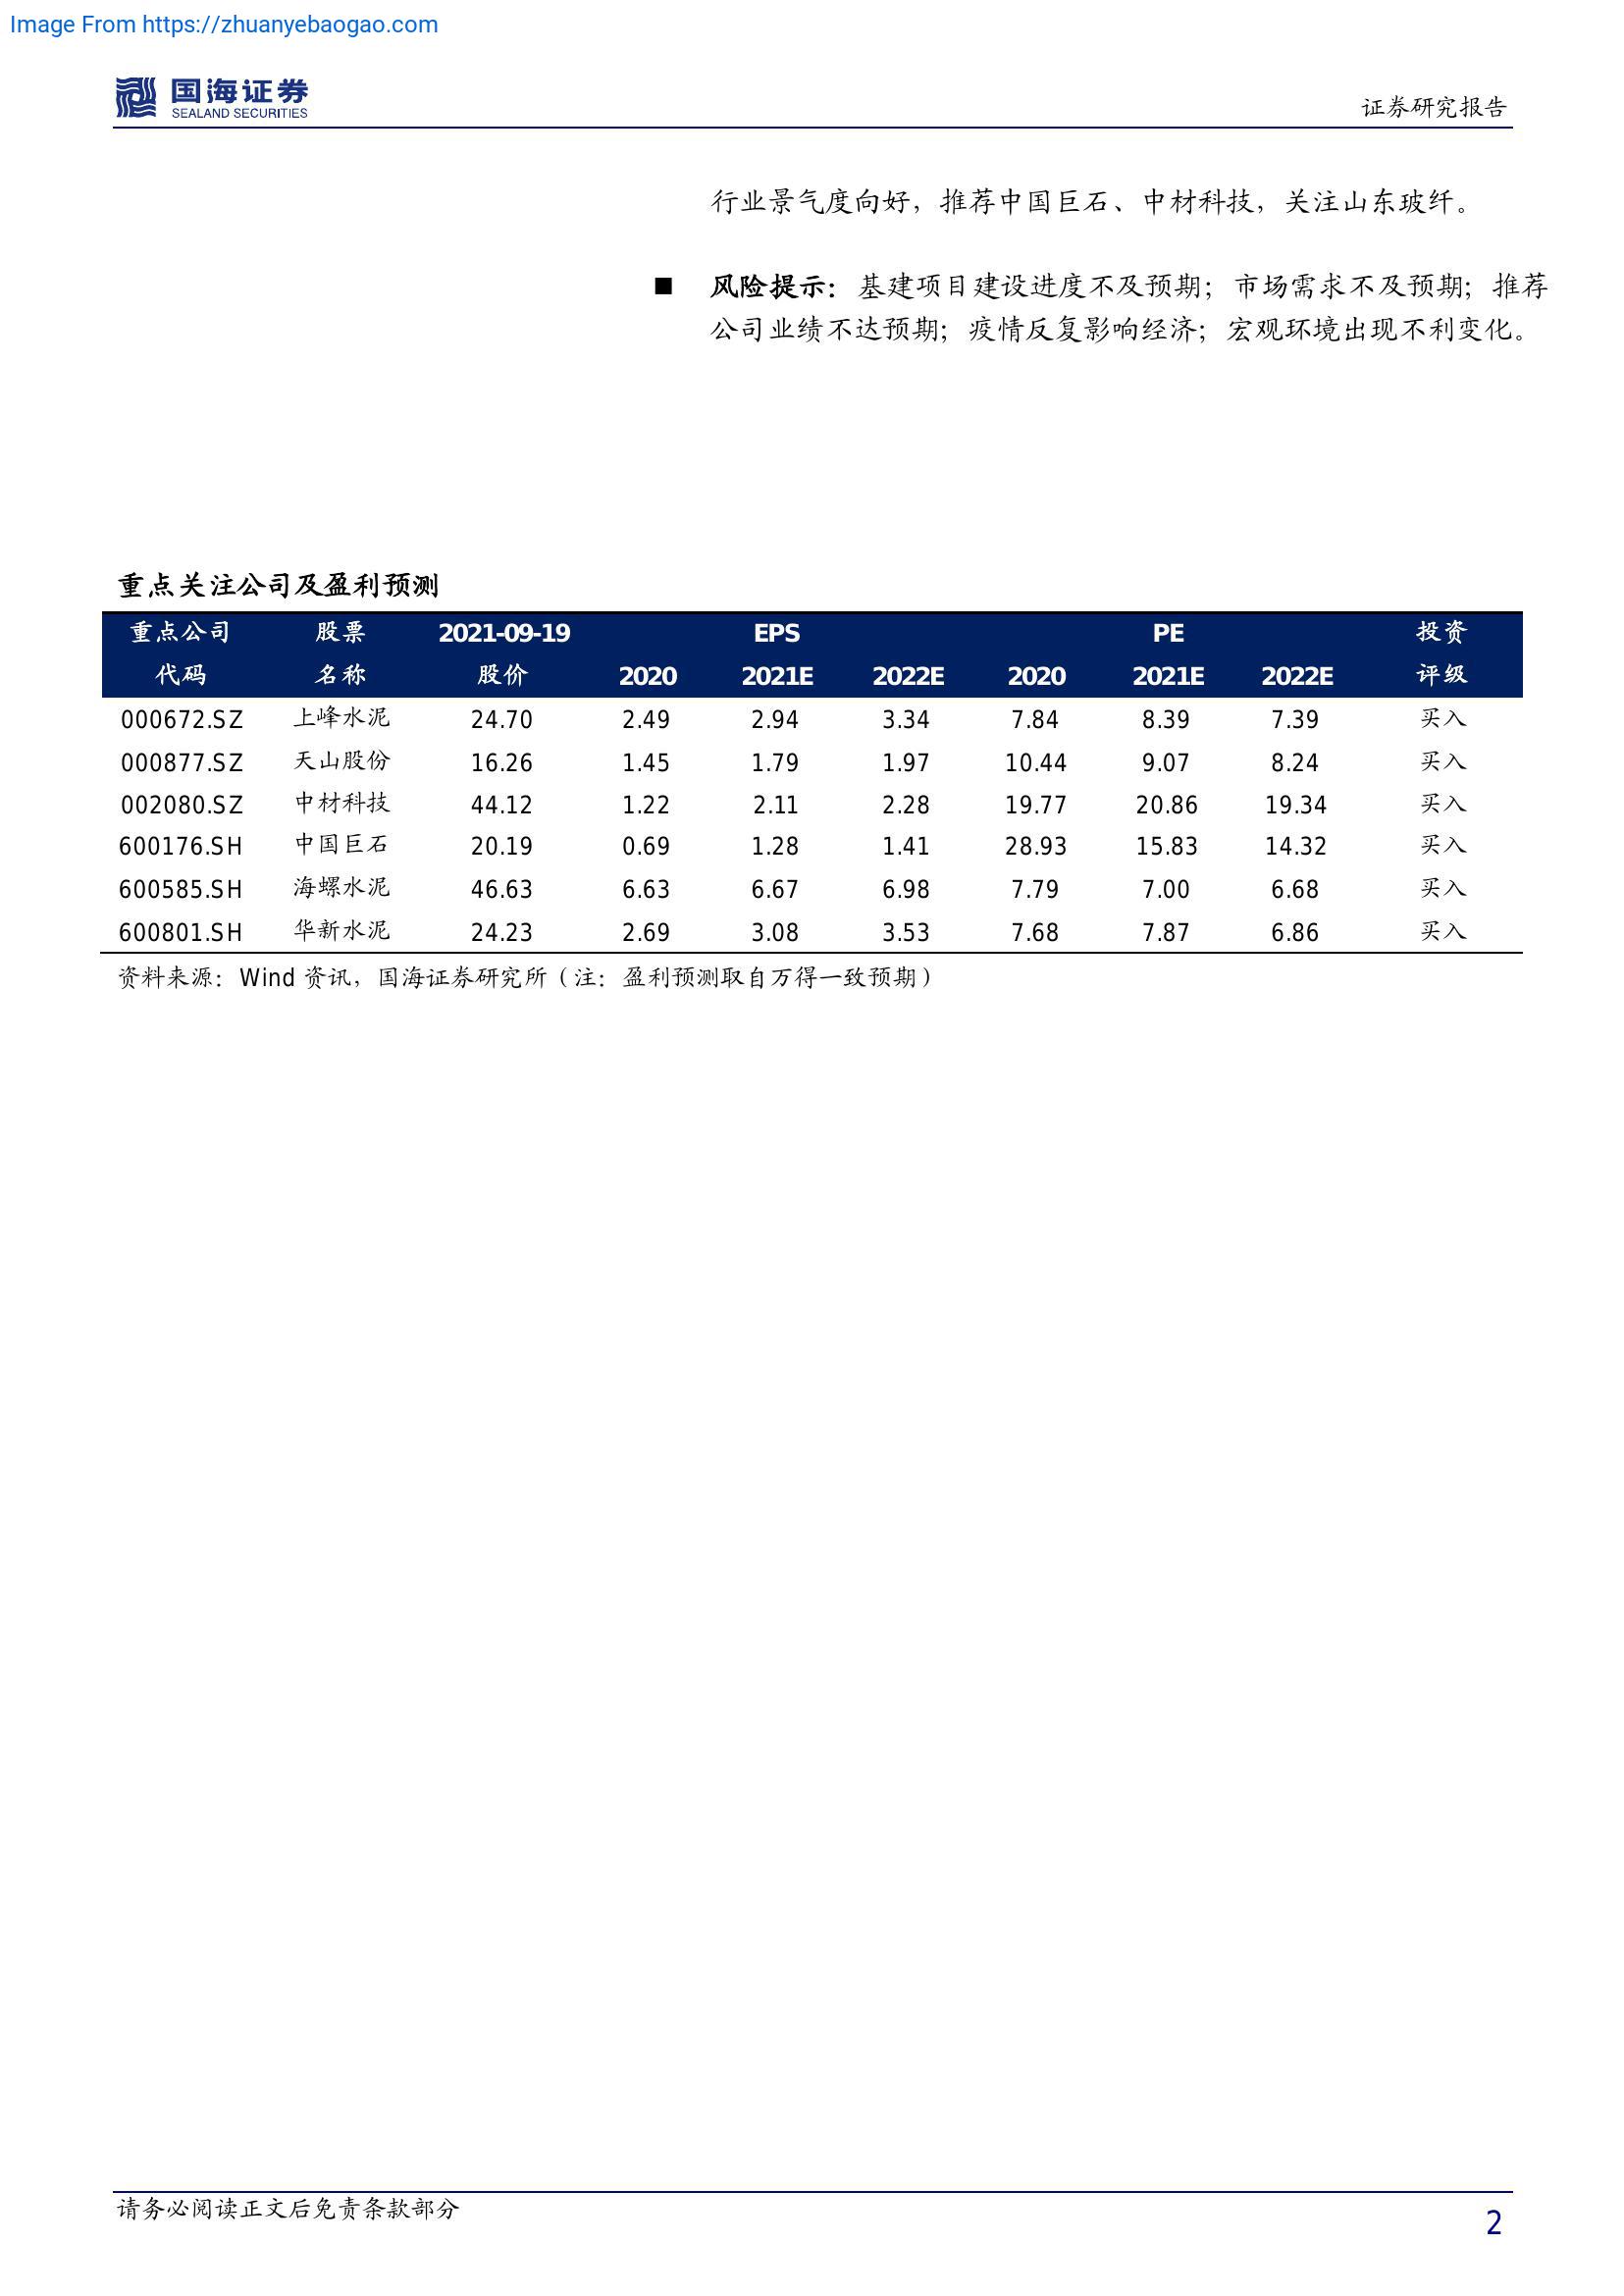 Image From https://zhuanyebaogao.com
国海证券
SEALAND SECURITIES
证券研究报告
行业景气度向好，推荐中国巨石、中材科技，关注山东玻纤。
■ 风险提示：基建项目建设进度不及预期；市场需求不及预期；推荐
公司业绩不达预期；疫情反复影响经济；宏观环境出现不利变化。
重点关注公司及盈利预测
重点公司 股票 2021-09-19 EPS PE 投资
代码 名称 股价 2020 2021E 2022E 2020 2021E 2022E 评级
000672.SZ 上峰水泥 24.70 2.49 2.94 3.34 7.84 8.39 7.39 买入
000877.SZ 天山股份 16.26 1.45 1.79 1.97 10.44 9.07 8.24 买入
002080.SZ 中材科技 44.12 1.22 2.11 2.28 19.77 20.86 19.34 买入
600176.SH 中国巨石 20.19 0.69 1.28 1.41 28.93 15.83 14.32 买入
600585.SH 海螺水泥 46.63 6.63 6.67 6.98 7.79 7.00 6.68 买入
600801.SH 华新水泥 24.23 2.69 3.08 3.53 7.68 7.87 6.86 买入
资料来源：Wind 资讯，国海证券研究所（注：盈利预测取自万得一致预期）
请务必阅读正文后免责条款部分
2